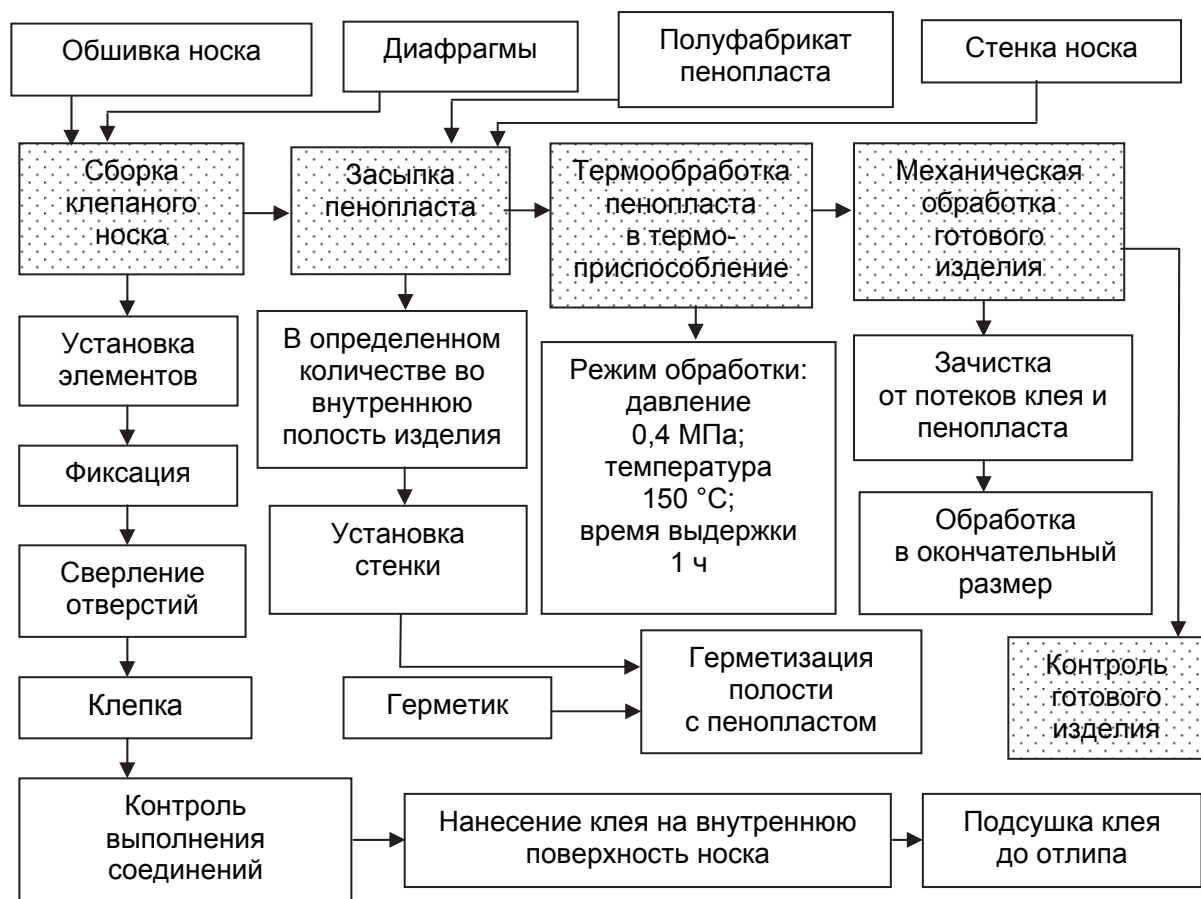 Обшивка носка
Диафрагмы
Полуфабрикат
пенопласта
Стенка носка
Сборка
клепаного
носка
Засыпка
пенопласта
Термообработка
пенопласта
в термо-
приспособление
Механическая
обработка
готового
изделия
Установка
элементов
В определенном
количестве во
внутреннюю
полость изделия
Режим обработки:
давление
0,4 МПа;
температура
150 °С;
время выдержки
1 ч
Зачистка
от потеков клея и
пенопласта
Фиксация
Установка
стенки
Обработка
в окончательный
размер
Сверление
отверстий
Клепка
Герметик
Герметизация
полости
с пенопластом
Контроль
готового
изделия
Контроль
выполнения
соединений
Нанесение клея на внутреннюю
поверхность носка
Подсушка клея
до отлипа